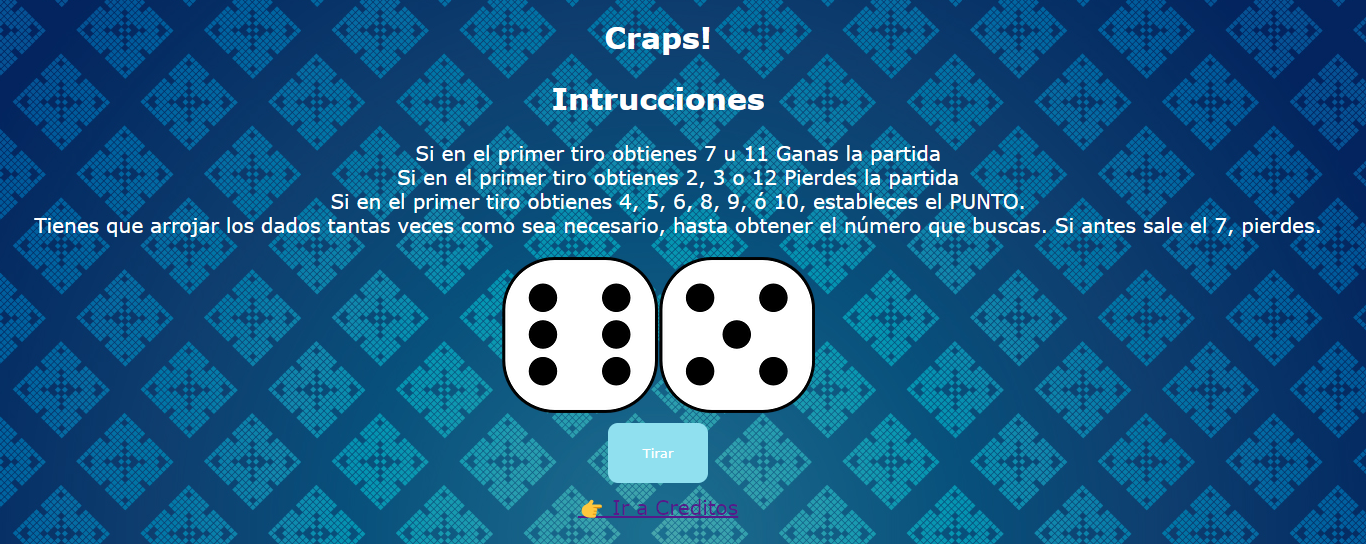 Craps!
Intrucciones
Si en el primer tiro obtienes 7 u 11 Ganas la partida
Si en el primer tiro obtienes 2, 3 o 12 Pierdes la partida
Si en el primer tiro obtienes 4, 5, 6, 8, 9, ó 10, estableces el PUNTO.
Tienes que arrojar los dados tantas veces como sea necesario, hasta obtener el número que buscas. Si antes sale el 7, pierdes.
Tirar
👉 Ir a Creditos